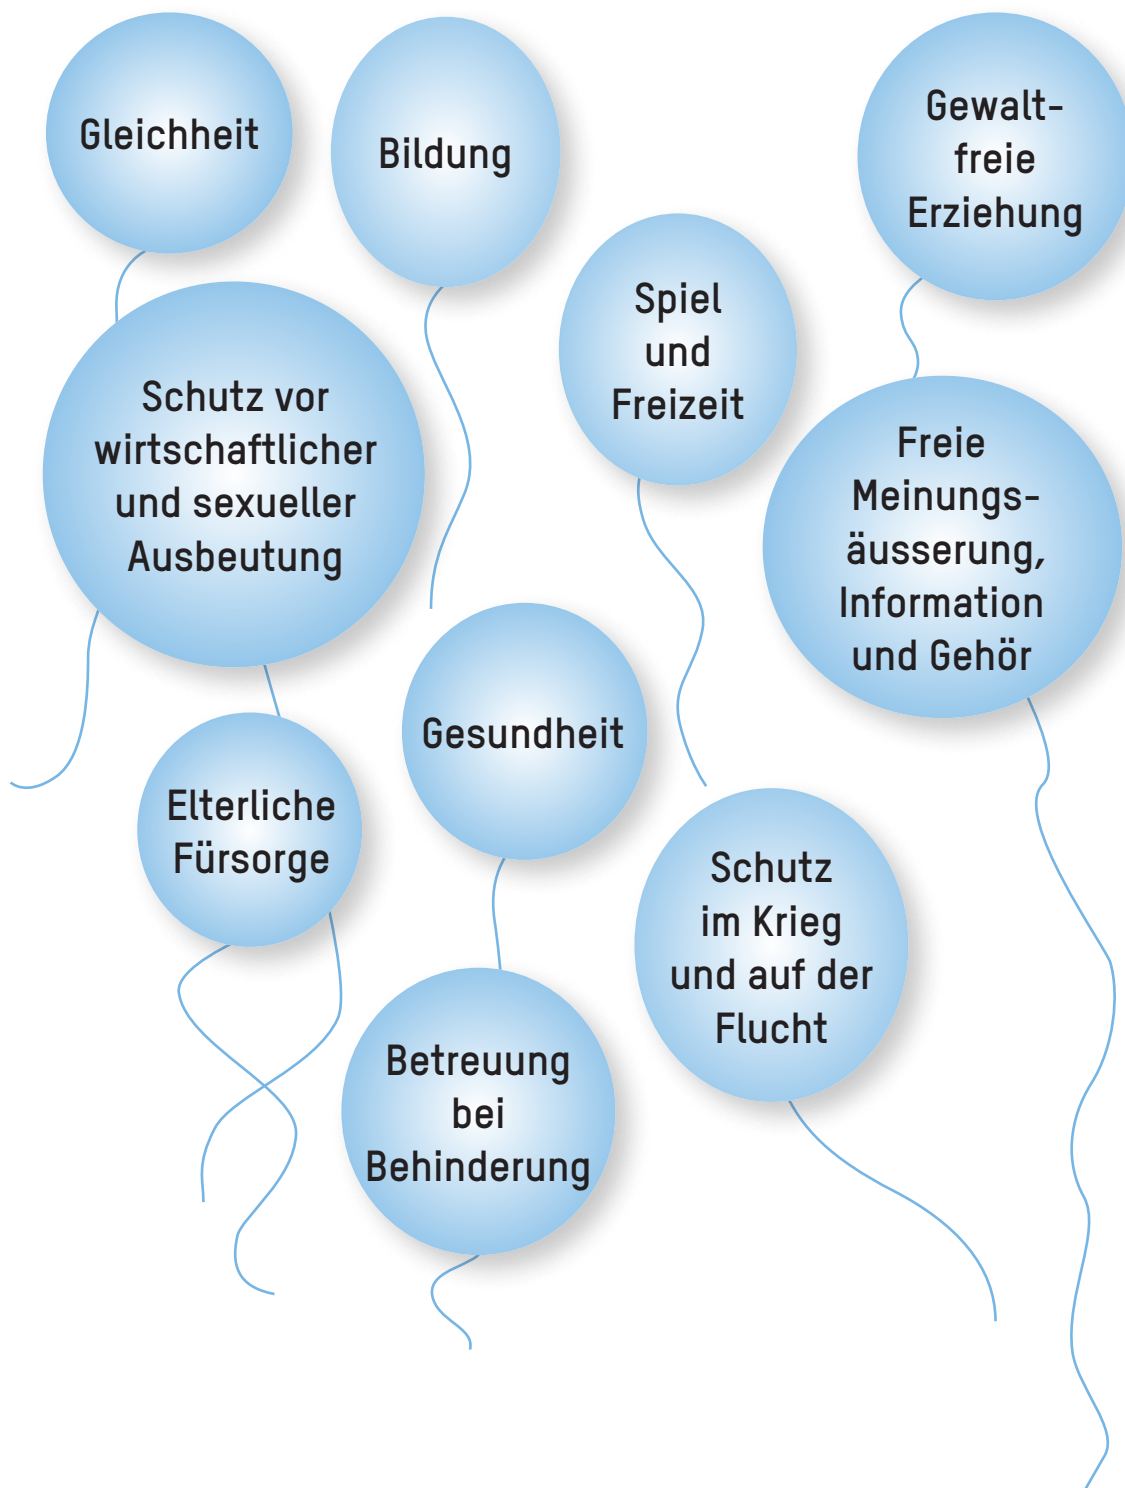 Gleichheit
Bildung
Gewalt-
freie
Erziehung
Spiel
und
Freizeit
Schutz vor
wirtschaftlicher
und sexueller
Ausbeutung
Freie
Meinungs-
äusserung,
Information
und Gehör
Gesundheit
Elterliche
Fürsorge
Schutz
im Krieg
und auf der
Flucht
Betreuung
bei
Behinderung